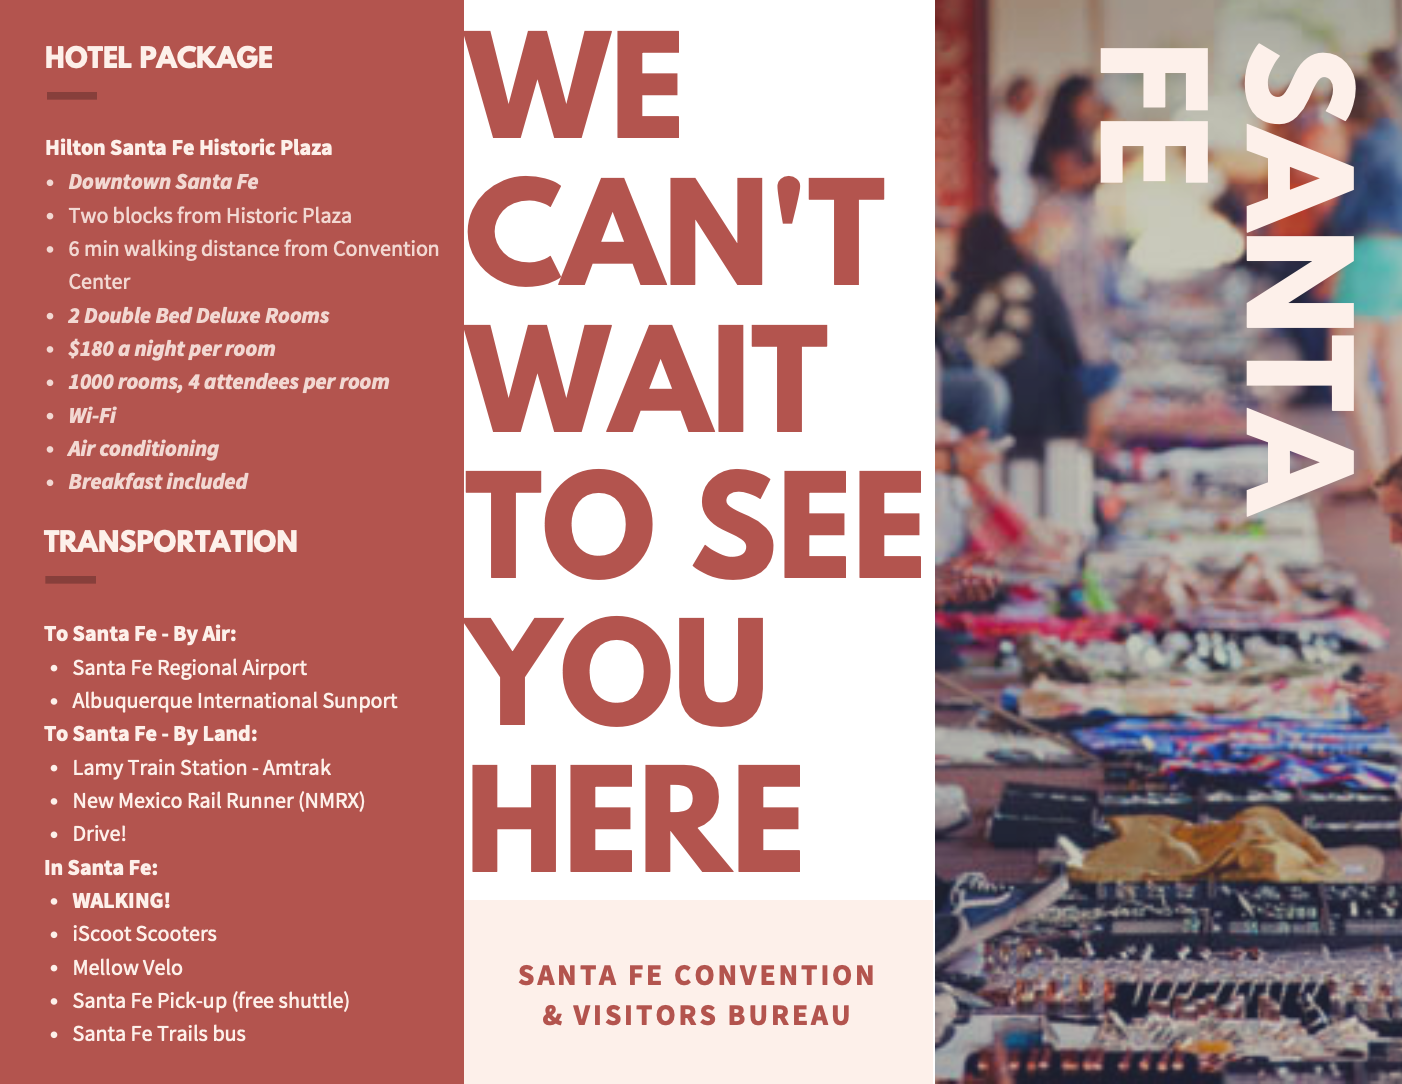 HOTEL PACKAGE
Hilton Santa Fe Historic Plaza
• Downtown Santa Fe
• Two blocks from Historic Plaza
• 6 min walking distance from Convention
Center
• 2 Double Bed Deluxe Rooms
• $180 a night per room
• 1000 rooms, 4 attendees per room
• Wi-Fi
• Air conditioning
• Breakfast included
TRANSPORTATION
To Santa Fe - By Air:
• Santa Fe Regional Airport
• Albuquerque International Sunport
To Santa Fe - By Land:
• Lamy Train Station - Amtrak
• New Mexico Rail Runner (NMRX)
• Drive!
In Santa Fe:
• WALKING!
• iScoot Scooters
• Mellow Velo
• Santa Fe Pick-up (free shuttle)
• Santa Fe Trails bus
WE
CAN'T
WAIT
TO SEE
YOU
HERE
SANTA FE CONVENTION
& VISITORS BUREAU
SANTA
FE